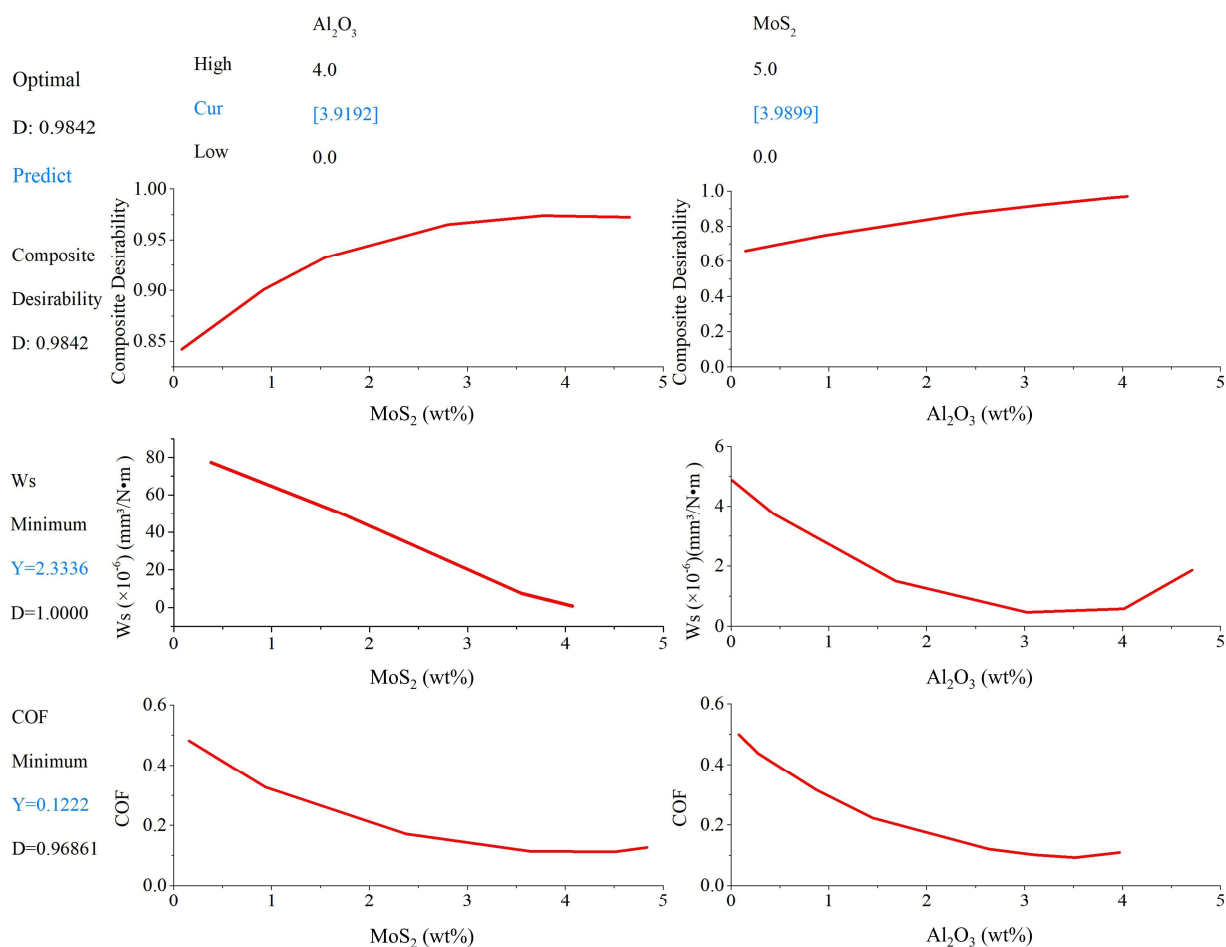 Al₂O₃ MoS₂
High 4.0 5.0
Optimal
Cur [3.9192] [3.9899]
D: 0.9842
Low 0.0 0.0
Predict
Composite
Desirability
D: 0.9842
Compositte Desirability
1.00
0.95
0.90
0.85
0 1 2 3 4 5
MoS₂ (wt%)
Compositte Desirability
1.0
0.8
0.6
0.4
0.2
0.0
0 1 2 3 4 5
Al₂O₃ (wt%)
Ws
Minimum
Y=2.3336
D=1.0000
Ws (×10⁻⁶) (mm³/N•m )
80
60
40
20
0
0 1 2 3 4 5
MoS₂ (wt%)
Ws (×10⁻⁶)(mm³/N•m )
6
4
2
0
0 1 2 3 4 5
Al₂O₃ (wt%)
COF
Minimum
Y=0.1222
D=0.96861
COF
0.6
0.4
0.2
0.0
0 1 2 3 4 5
MoS₂ (wt%)
COF
0.6
0.4
0.2
0.0
0 1 2 3 4 5
Al₂O₃ (wt%)